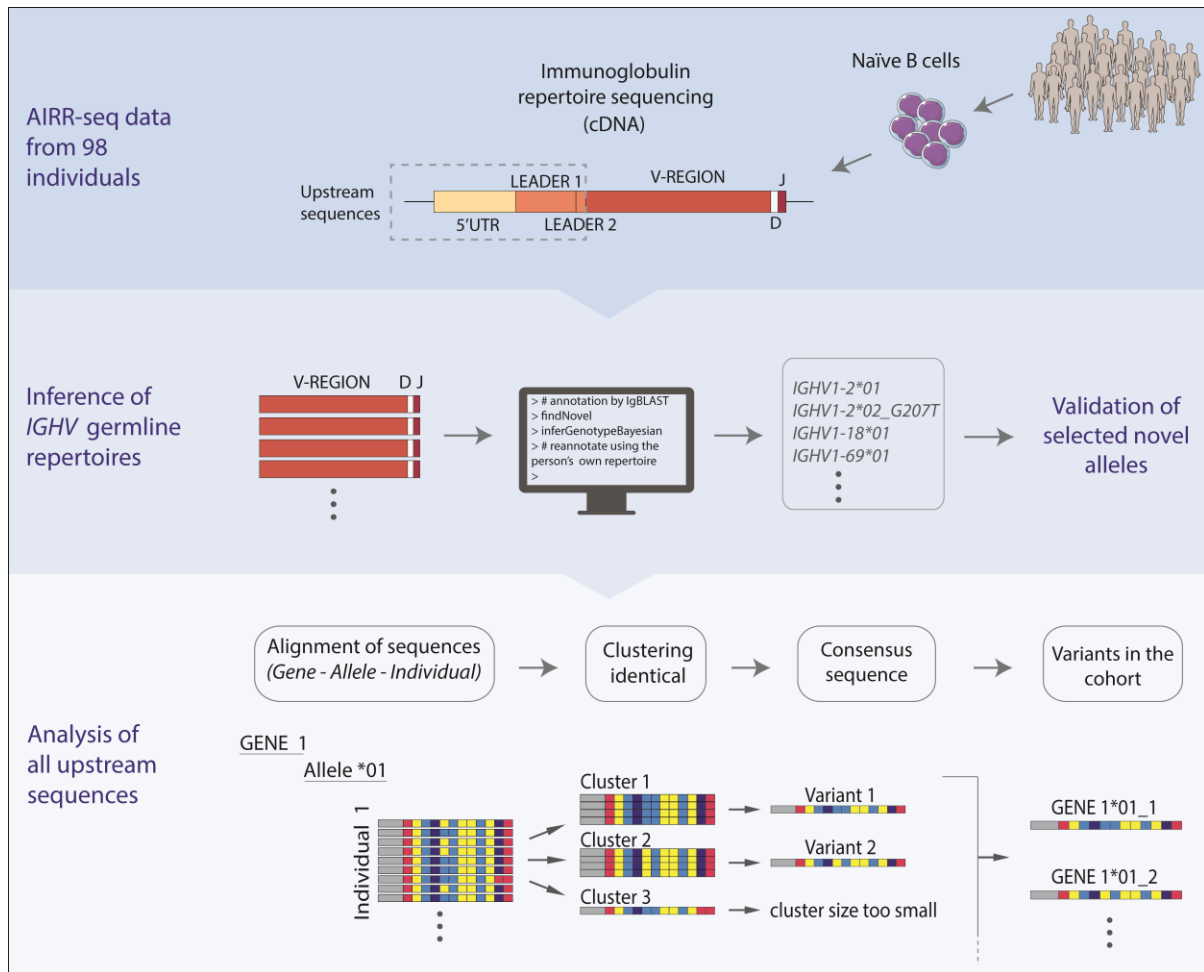 AIRR-seq data
from 98
individuals
Immunoglobulin
repertoire sequencing
(cDNA)
Naïve B cells
Upstream
sequences
LEADER 1
V-REGION
J
5'UTR
LEADER 2
D
Inference of
IGHV germline
repertoires
V-REGION
D J
> # annotation by IgBLAST
> findNovel
> inferGenotypeBayesian
> # reannotate using the
person's own repertoire
>
IGHV1-2*01
IGHV1-2*02_G207T
IGHV1-18*01
IGHV1-69*01
Validation of
selected novel
alleles
Analysis of
all upstream
sequences
Alignment of sequences
(Gene - Allele - Individual)
Clustering
identical
Consensus
sequence
Variants in the
cohort
GENE 1
Allele *01
Individual 1
Cluster 1
Variant 1
Cluster 2
Variant 2
Cluster 3
cluster size too small
GENE 1*01_1
GENE 1*01_2